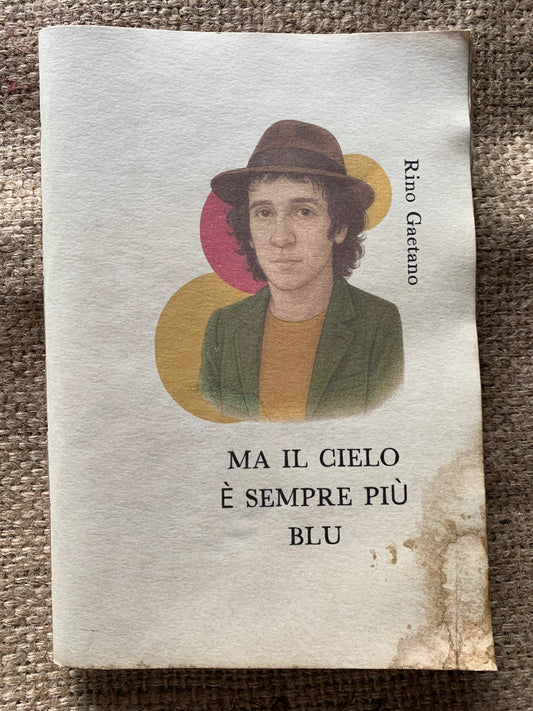 Rino Gaetano
MA IL CIELO
È SEMPRE PIÙ
BLU